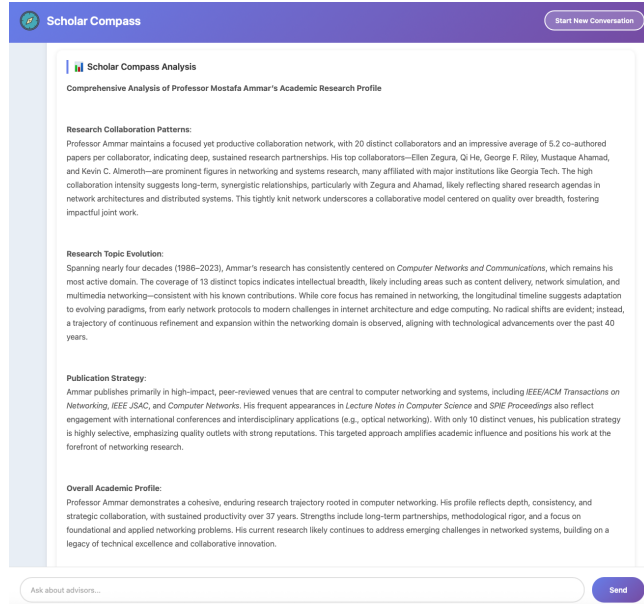 Scholar Compass
Start New Conversation
Scholar Compass Analysis
Comprehensive Analysis of Professor Mostafa Ammar's Academic Research Profile
Research Collaboration Patterns:
Professor Ammar maintains a focused yet productive collaboration network, with 20 distinct collaborators and an impressive average of 5.2 co-authored
papers per collaborator, indicating deep, sustained research partnerships. His top collaborators—Ellen Zegura, Qi He, George F. Riley, Mustaque Ahamad,
and Kevin C. Almeroth—are prominent figures in networking and systems research, many affiliated with major institutions like Georgia Tech. The high
collaboration intensity suggests long-term, synergistic relationships, particularly with Zegura and Ahamad, likely reflecting shared research agendas in
network architectures and distributed systems. This tightly knit network underscores a collaborative model centered on quality over breadth, fostering
impactful joint work.
Research Topic Evolution:
Spanning nearly four decades (1986–2023), Ammar's research has consistently centered on Computer Networks and Communications, which remains his
most active domain. The coverage of 13 distinct topics indicates intellectual breadth, likely including areas such as content delivery, network simulation, and
multimedia networking—consistent with his known contributions. While core focus has remained in networking, the longitudinal timeline suggests adaptation
to evolving paradigms, from early network protocols to modern challenges in internet architecture and edge computing. No radical shifts are evident; instead,
a trajectory of continuous refinement and expansion within the networking domain is observed, aligning with technological advancements over the past 40
years.
Publication Strategy:
Ammar publishes primarily in high-impact, peer-reviewed venues that are central to computer networking and systems, including IEEE/ACM Transactions on
Networking, IEEE JSAC, and Computer Networks. His frequent appearances in Lecture Notes in Computer Science and SPIE Proceedings also reflect
engagement with international conferences and interdisciplinary applications (e.g., optical networking). With only 10 distinct venues, his publication strategy
is highly selective, emphasizing quality outlets with strong reputations. This targeted approach amplifies academic influence and positions his work at the
forefront of networking research.
Overall Academic Profile:
Professor Ammar demonstrates a cohesive, enduring research trajectory rooted in computer networking. His profile reflects depth, consistency, and
strategic collaboration, with sustained productivity over 37 years. Strengths include long-term partnerships, methodological rigor, and a focus on
foundational and applied networking problems. His current research likely continues to address emerging challenges in networked systems, building on a
legacy of technical excellence and collaborative innovation.
Ask about advisors...
Send